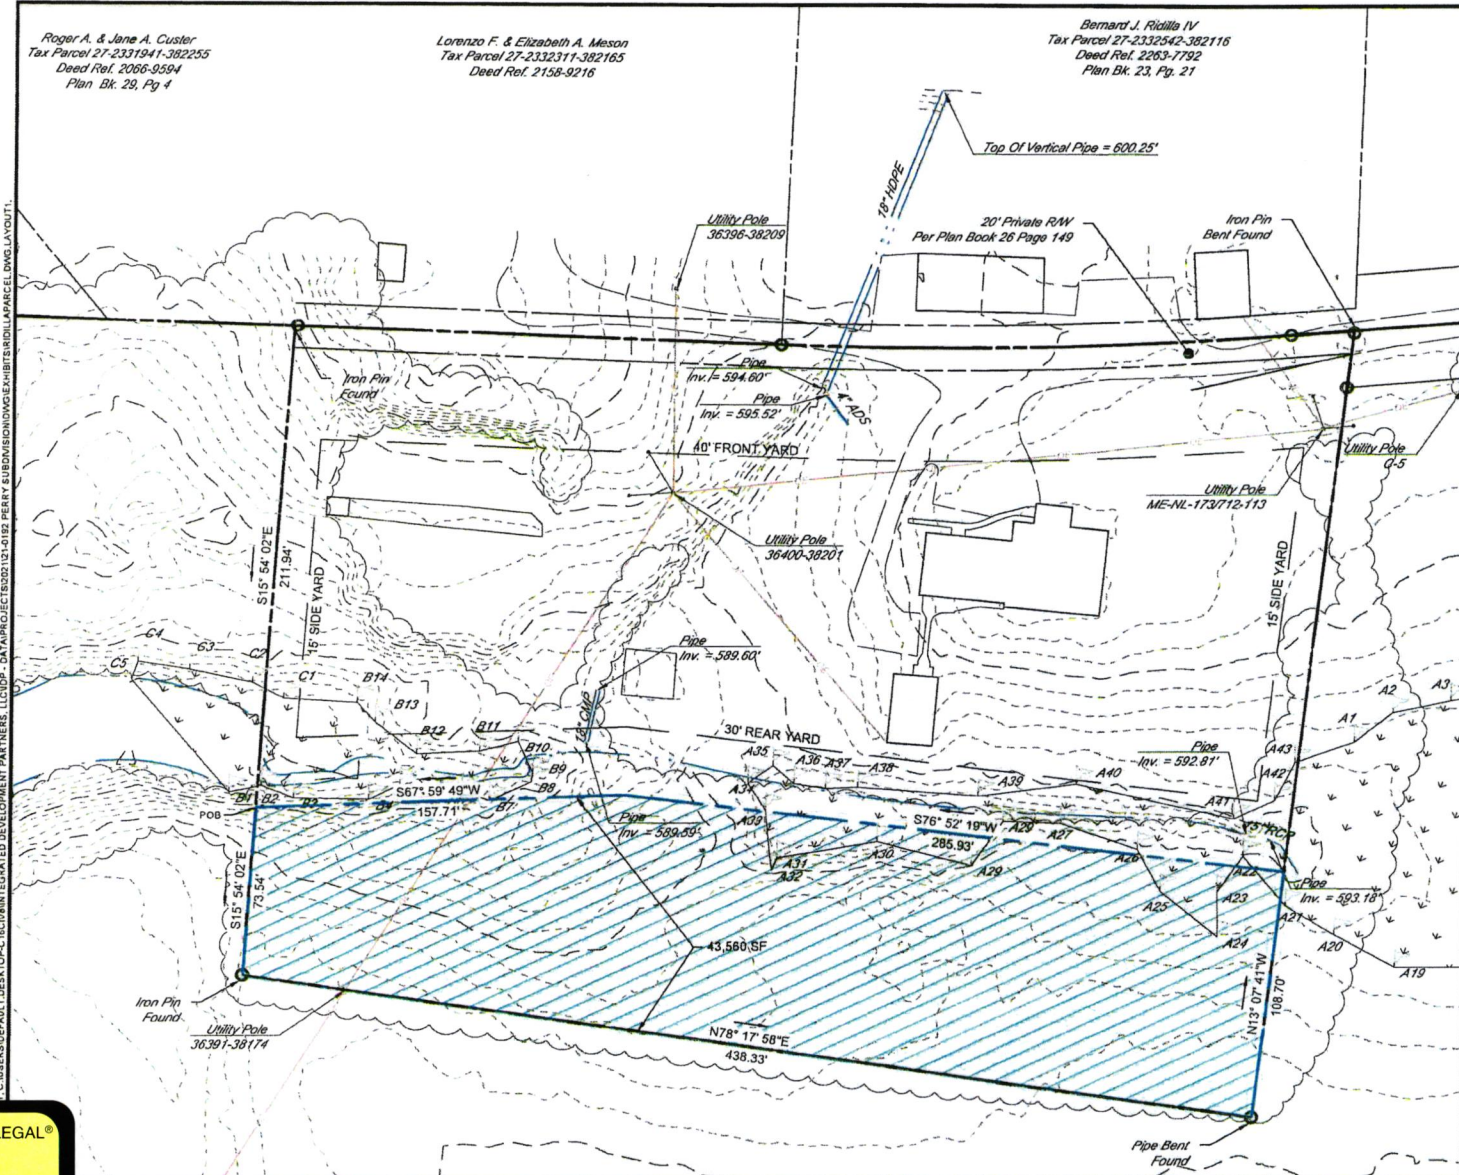 Roger A. & Jane A. Custer
Tax Parcel 27-2331941-382255
Deed Ref. 2066-9594
Plan Bk. 29, Pg 4
Lorenzo F. & Elizabeth A. Meson
Tax Parcel 27-2332311-382165
Deed Ref. 2158-9216
Bernard J. Ridilla IV
Tax Parcel 27-2332542-382116
Deed Ref. 2263-7792
Plan Bk. 23, Pg. 21
Top Of Vertical Pipe = 600.25'
18" HDPE
Utility Pole
36396-38209
20' Private R/W
Per Plan Book 26 Page 149
Iron Pin
Bent Found
Iron Pin
Found
Pipe
Inv. = 594.60'
Pipe
Inv. = 595.52'
4" ADS
40' FRONT YARD
Utility Pole
C-5
Utility Pole
ME-NL-173/712-113
Utility Pole
36400-38201
S15° 54' 02"E
211.94'
15' SIDE YARD
15' SIDE YARD
C4
C3
C2
C5
C1
Pipe
Inv. = 589.60'
B14
B13
B12
B11
B10
B9
B8
B7
18" CMP
30' REAR YARD
A35
A36
A37
A38
A39
A40
Pipe
Inv. = 592.81'
A43
A42
A41
A1
A2
A3
B1
B2
B3
B4
S67° 59' 49"W
157.71'
POB
A34
A33
Pipe
Inv. = 589.59'
S76° 52' 19"W
285.93'
A27
A26
15" RCP
A31
A32
A30
A29
A22
A23
A25
A24
A21
A20
A19
Pipe
Inv. = 593.18'
S15° 54' 02"E
73.54'
43,560 SF
N13° 07' 41"W
108.70'
Iron Pin
Found
Utility Pole
36391-38174
N78° 17' 58"E
438.33'
Pipe Bent
Found
EGAL®